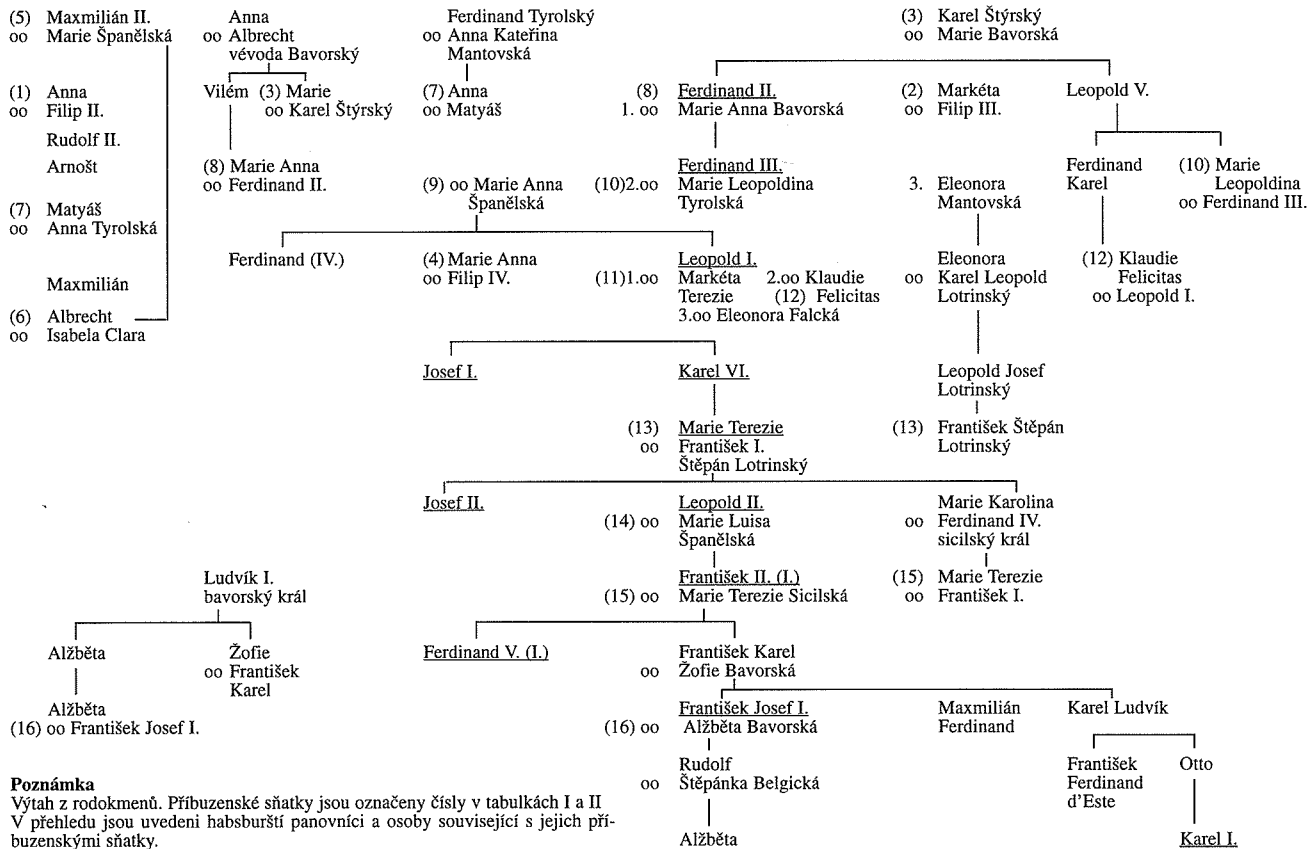 (5) Maxmilián II.
oo Marie Španělská
Anna
oo Albrecht
vévoda Bavorský
Ferdinand Tyrolský
oo Anna Kateřina
Mantovská
(3) Karel Štýrský
oo Marie Bavorská
(1) Anna
oo Filip II.
Rudolf II.
Arnošt
(7) Matyáš
oo Anna Tyrolská
Maxmilián
(6) Albrecht
oo Isabela Clara
Vilém
(3) Marie
oo Karel Štýrský
(8) Marie Anna
oo Ferdinand II.
(7) Anna
oo Matyáš
(8) Ferdinand II.
1. oo Marie Anna Bavorská
(2) Markéta
oo Filip III.
Leopold V.
(9) oo Marie Anna
Španělská
Ferdinand III.
(10)2.oo Marie Leopoldina
Tyrolská
3. Eleonora
Mantovská
Ferdinand
Karel
(10) Marie
Leopoldina
oo Ferdinand III.
Ferdinand (IV.)
(4) Marie Anna
oo Filip IV.
Leopold I.
(11)1.oo Markéta 2.oo Klaudie
Terezie (12) Felicitas
3.oo Eleonora Falcká
Eleonora
oo Karel Leopold
Lotrinský
(12) Klaudie
Felicitas
oo Leopold I.
Josef I.
Karel VI.
Leopold Josef
Lotrinský
(13) Marie Terezie
oo František I.
Štěpán Lotrinský
(13) František Štěpán
Lotrinský
Josef II.
Leopold II.
(14) oo Marie Luisa
Španělská
Marie Karolina
oo Ferdinand IV.
sicilský král
Ludvík I.
bavorský král
František II. (I.)
(15) oo Marie Terezie Sicilská
(15) Marie Terezie
oo František I.
Alžběta
Žofie
oo František
Karel
Ferdinand V. (I.)
František Karel
oo Žofie Bavorská
Alžběta
(16) oo František Josef I.
František Josef I.
(16) oo Alžběta Bavorská
Maxmilián
Ferdinand
Karel Ludvík
Rudolf
oo Štěpánka Belgická
František
Ferdinand
d'Este
Otto
Alžběta
Karel I.
Poznámka
Výtah z rodokmenů. Příbuzenské sňatky jsou označeny čísly v tabulkách I a II
V přehledu jsou uvedeni habsburští panovníci a osoby související s jejich pří-
buzenskými sňatky.